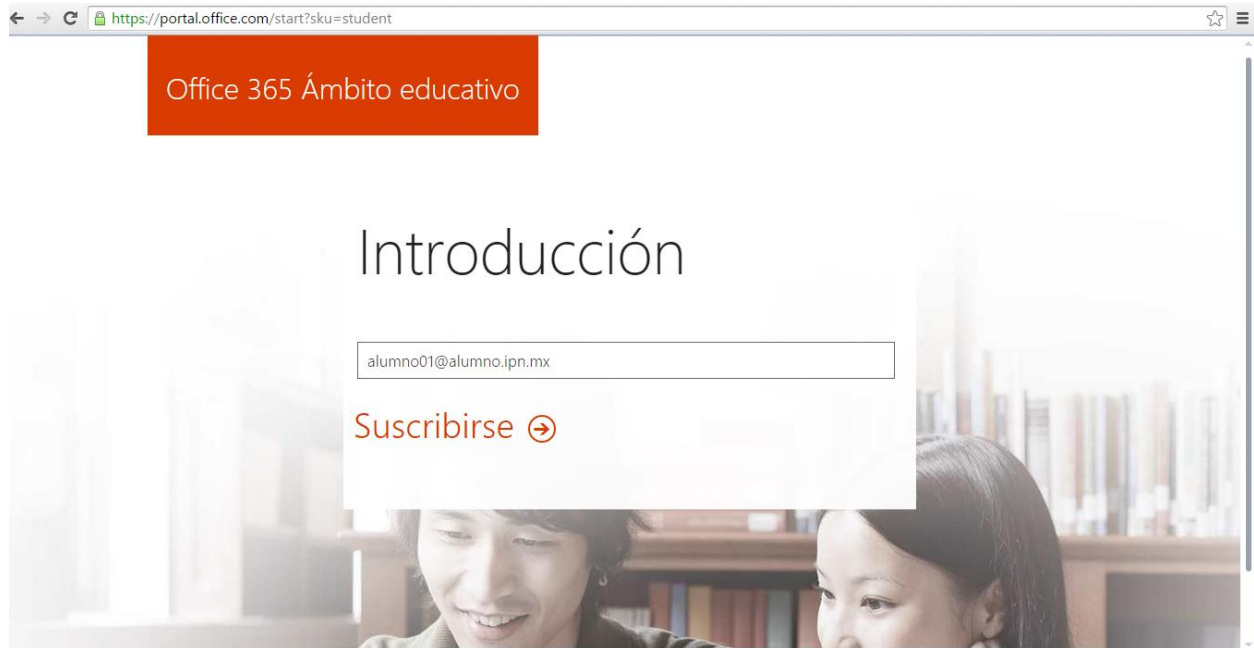 https://portal.office.com/start?sku=student
Office 365 Ámbito educativo
Introducción
alumno01@alumno.ipn.mx
Suscribirse